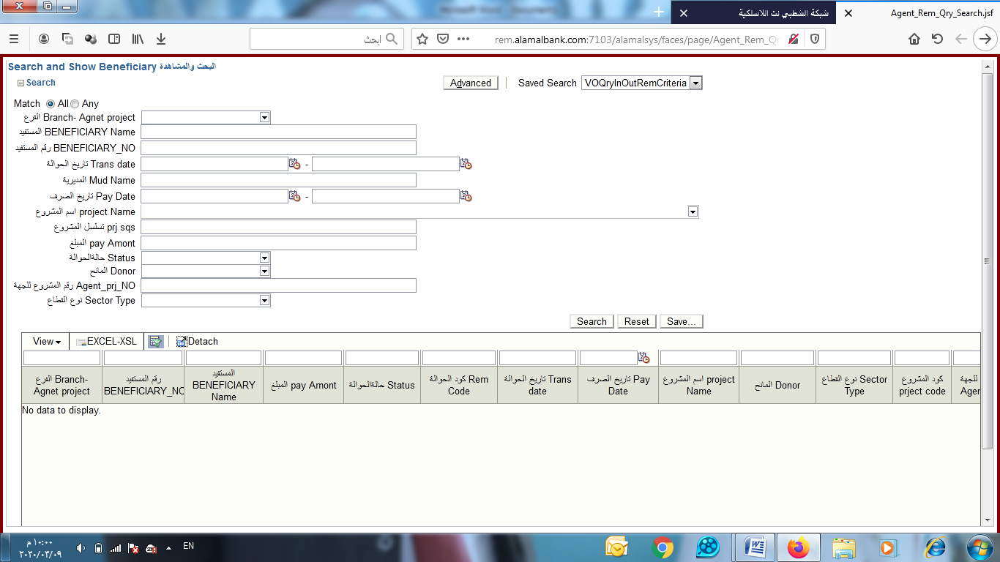 Microsoft Word - Document2
شبكة الشطبي نت اللاسلكية
Agent_Rem_Qry_Search.jsf
ابحث
rem.alamalbank.com:7103/alamalsys/faces/page/Agent_Rem_Q
Search and Show Beneficiary البحث والمشاهدة
Search
Advanced
Saved Search
VOQryInOutRemCriteria
Match All Any
الفرع Branch- Agnet project
المستفيد BENEFICIARY Name
رقم المستفيد BENEFICIARY_NO
تاريخ الحوالة Trans date
-
المديرية Mud Name
تاريخ الصرف Pay Date
-
اسم المشروع project Name
تسلسل المشروع prj sqs
المبلغ pay Amont
حالةالحوالة Status
المانح Donor
رقم المشروع للجهة Agent_prj_NO
نوع القطاع Sector Type
Search Reset Save...
View EXCEL-XSL Detach
الفرع Branch-
Agnet project
رقم المستفيد
BENEFICIARY_NO
المستفيد
BENEFICIARY
Name
المبلغ pay Amont
حالةالحوالة Status
كود الحوالة Rem
Code
تاريخ الحوالة Trans
date
تاريخ الصرف Pay
Date
اسم المشروع project
Name
المانح Donor
نوع القطاع Sector
Type
كود المشروع
prject code
للجهة
Ager
No data to display.
١٠:٠٠ م
٢٠٢٠/٠٣/٠٩
EN